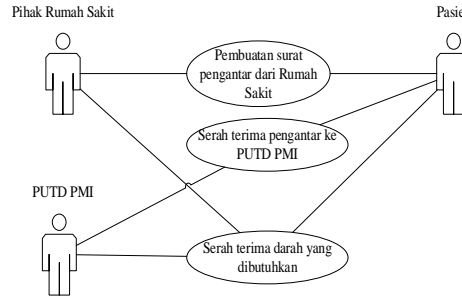 Pihak Rumah Sakit
Pasie
Pembuatan surat
pengantar dari Rumah
Sakit
Serah terima pengantar ke
PUTD PMI
PUTD PMI
Serah terima darah yang
dibutuhkan